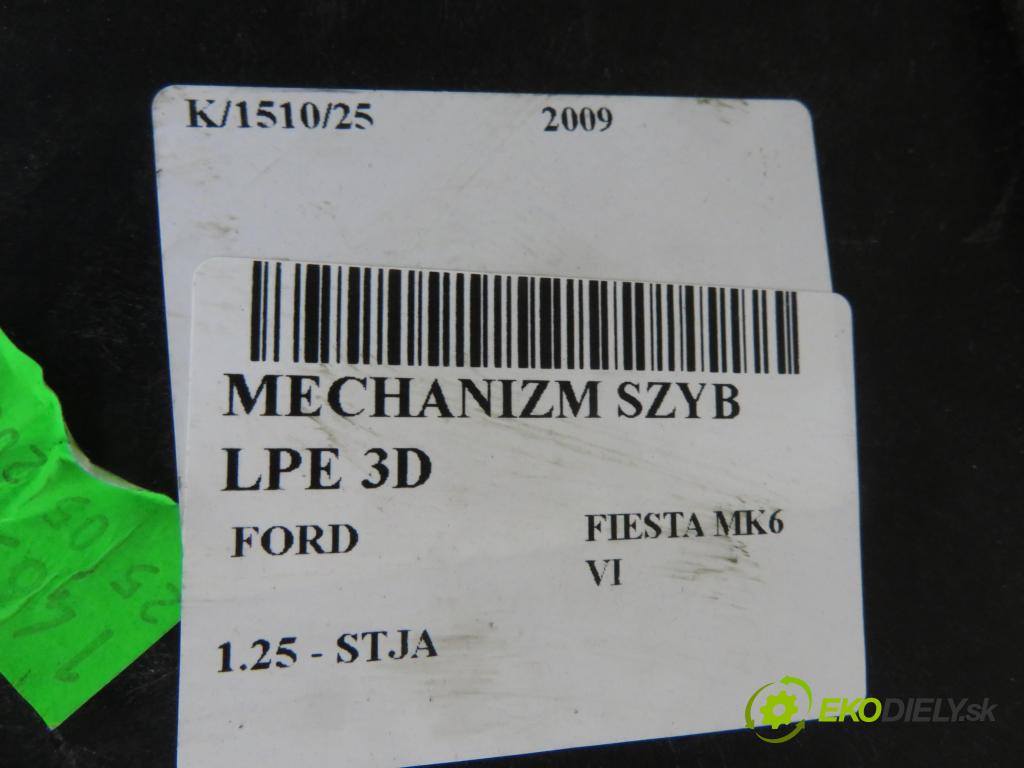 K/1510/25 2009
MECHANIZM SZYB
LPE 3D
FORD FIESTA MK6
VI
1.25 - STJA
EKODIELY.sk